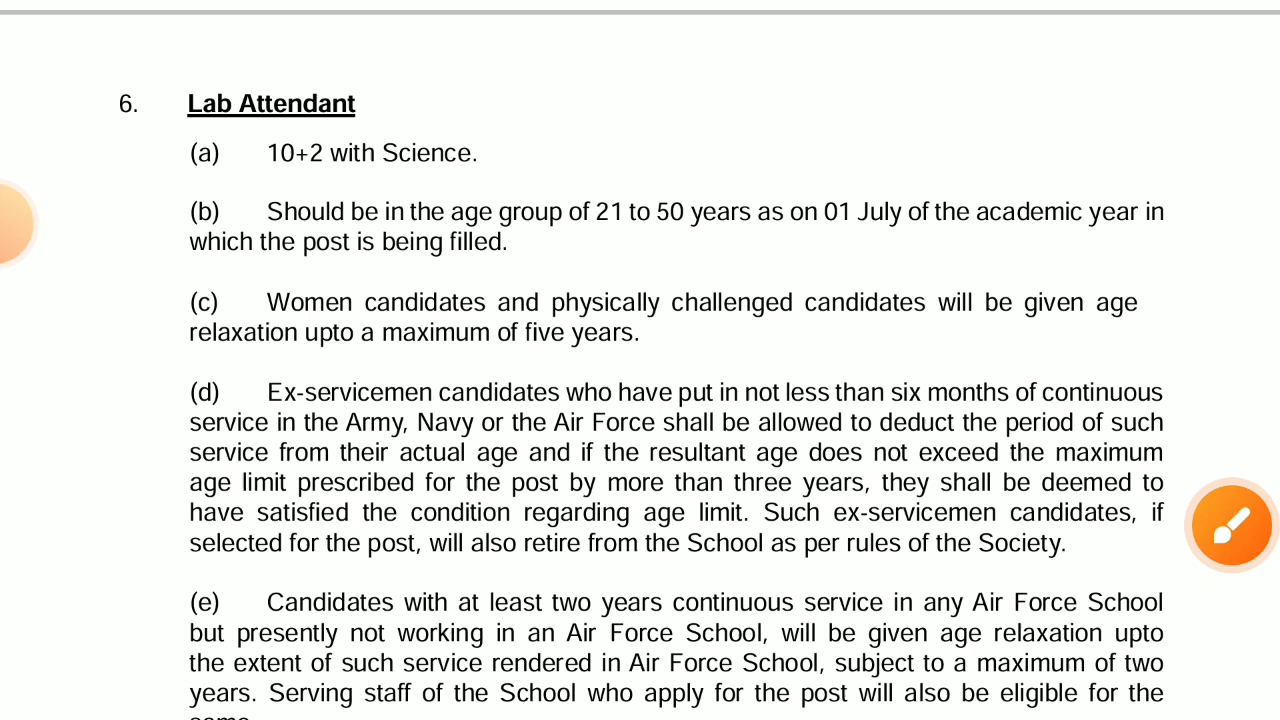 6. Lab Attendant
(a) 10+2 with Science.
(b) Should be in the age group of 21 to 50 years as on 01 July of the academic year in
which the post is being filled.
(c) Women candidates and physically challenged candidates will be given age
relaxation upto a maximum of five years.
(d) Ex-servicemen candidates who have put in not less than six months of continuous
service in the Army, Navy or the Air Force shall be allowed to deduct the period of such
service from their actual age and if the resultant age does not exceed the maximum
age limit prescribed for the post by more than three years, they shall be deemed to
have satisfied the condition regarding age limit. Such ex-servicemen candidates, if
selected for the post, will also retire from the School as per rules of the Society.
(e) Candidates with at least two years continuous service in any Air Force School
but presently not working in an Air Force School, will be given age relaxation upto
the extent of such service rendered in Air Force School, subject to a maximum of two
years. Serving staff of the School who apply for the post will also be eligible for the